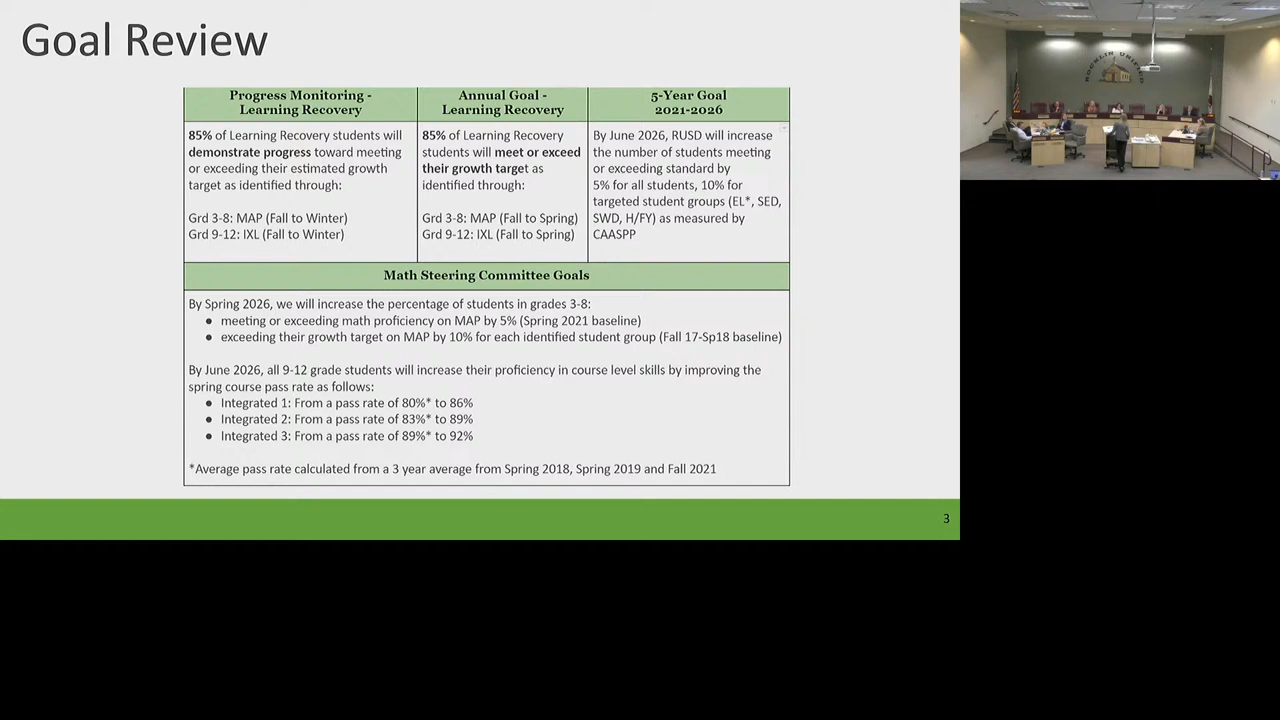 Goal Review
Progress Monitoring -
Learning Recovery
Annual Goal -
Learning Recovery
5-Year Goal
2021-2026
85% of Learning Recovery students will
demonstrate progress toward meeting
or exceeding their estimated growth
target as identified through:
Grd 3-8: MAP (Fall to Winter)
Grd 9-12: IXL (Fall to Winter)
85% of Learning Recovery
students will meet or exceed
their growth target as
identified through:
Grd 3-8: MAP (Fall to Spring)
Grd 9-12: IXL (Fall to Spring)
By June 2026, RUSD will increase
the number of students meeting
or exceeding standard by
5% for all students, 10% for
targeted student groups (EL*, SED,
SWD, H/FY) as measured by
CAASPP
Math Steering Committee Goals
By Spring 2026, we will increase the percentage of students in grades 3-8:
● meeting or exceeding math proficiency on MAP by 5% (Spring 2021 baseline)
● exceeding their growth target on MAP by 10% for each identified student group (Fall 17-Sp18 baseline)
By June 2026, all 9-12 grade students will increase their proficiency in course level skills by improving the
spring course pass rate as follows:
● Integrated 1: From a pass rate of 80%* to 86%
● Integrated 2: From a pass rate of 83%* to 89%
● Integrated 3: From a pass rate of 89%* to 92%
*Average pass rate calculated from a 3 year average from Spring 2018, Spring 2019 and Fall 2021
3
ROCKLIN UNIFIED